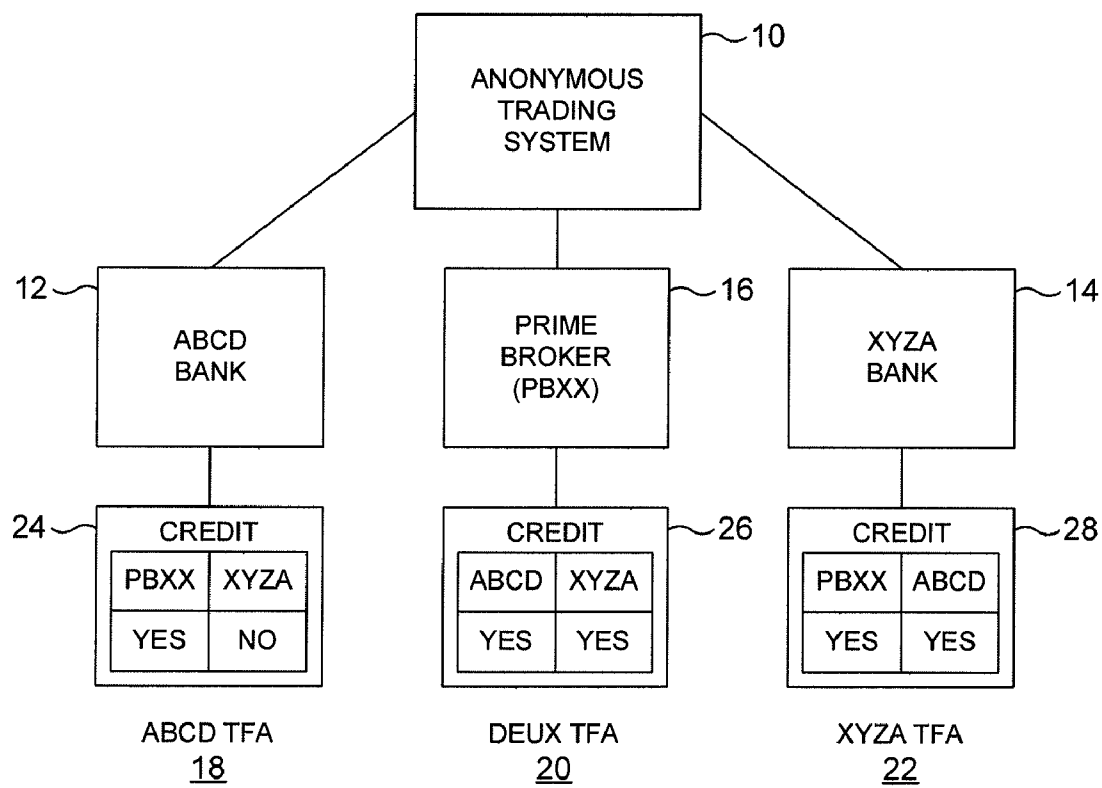 10
ANONYMOUS
TRADING
SYSTEM
12
ABCD
BANK
16
PRIME
BROKER
(PBXX)
14
XYZA
BANK
24
CREDIT
PBXX XYZA
YES NO
26
CREDIT
ABCD XYZA
YES YES
28
CREDIT
PBXX ABCD
YES YES
ABCD TFA
18
DEUX TFA
20
XYZA TFA
22